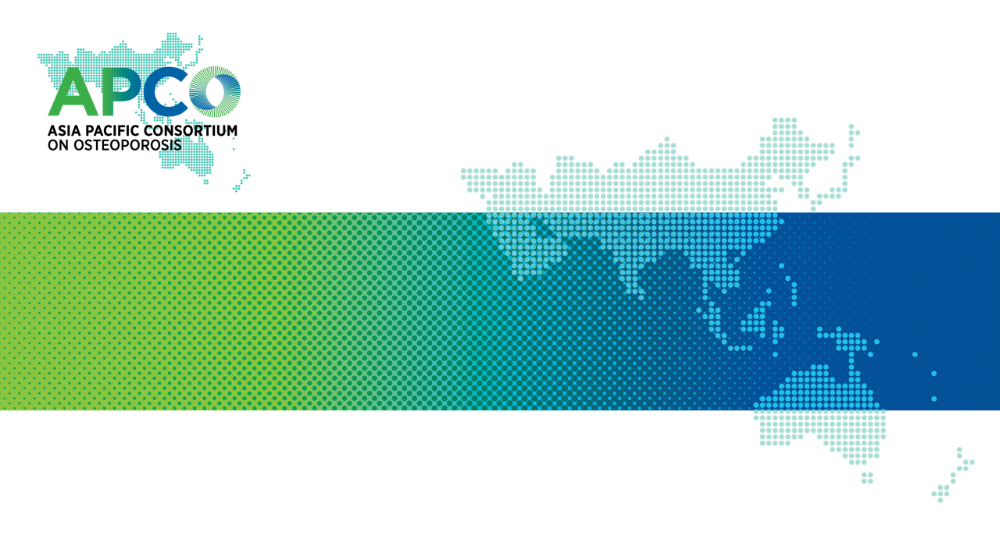 APCO
ASIA PACIFIC CONSORTIUM
ON OSTEOPOROSIS